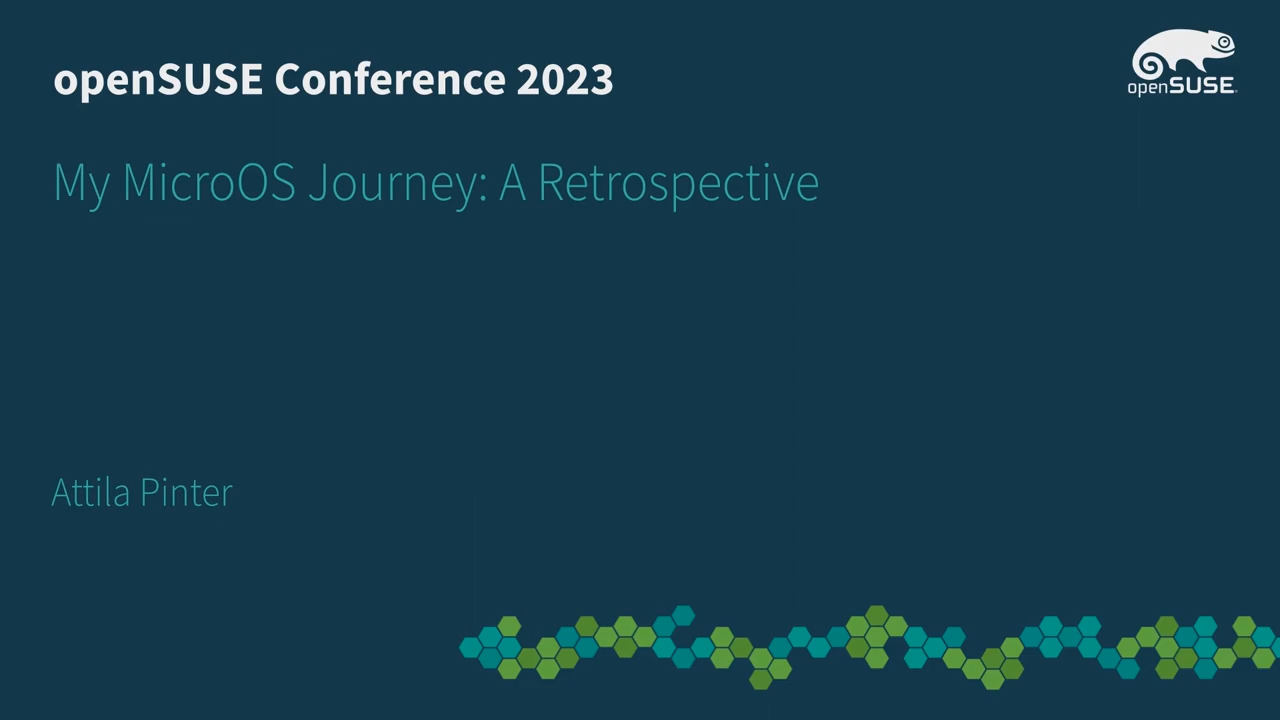 openSUSE Conference 2023
openSUSE
My MicroOS Journey: A Retrospective
Attila Pinter